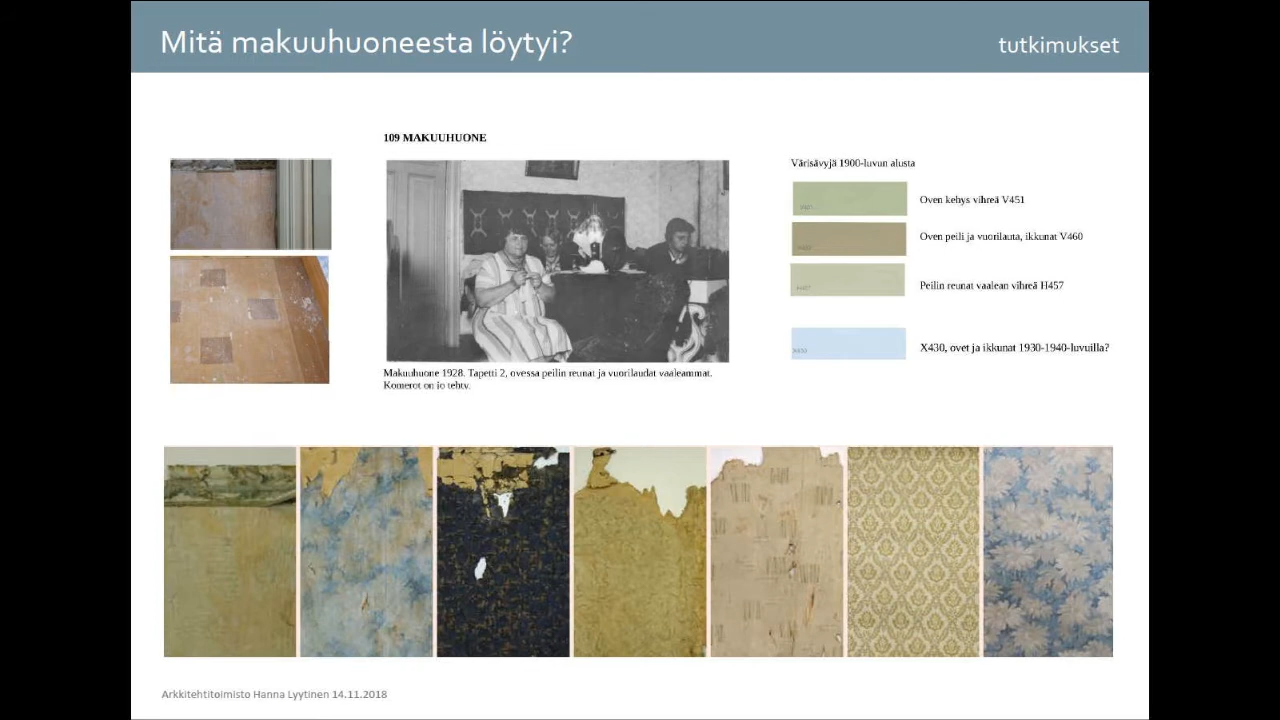 Mitä makuuhuoneesta löytyi?
tutkimukset
109 MAKUUHUONE
Makuuhuone 1928. Tapetti 2, ovessa peilin reunat ja vuorilaudat vaaleammat.
Komerot on jo tehty.
Värisävyjä 1900-luvun alusta
Oven kehys vihreä V451
Oven peili ja vuorilauta, ikkunat V460
Peilin reunat vaalean vihreä H457
X430, ovet ja ikkunat 1930-1940-luvuilla?
Arkkitehtitoimisto Hanna Lyytinen 14.11.2018